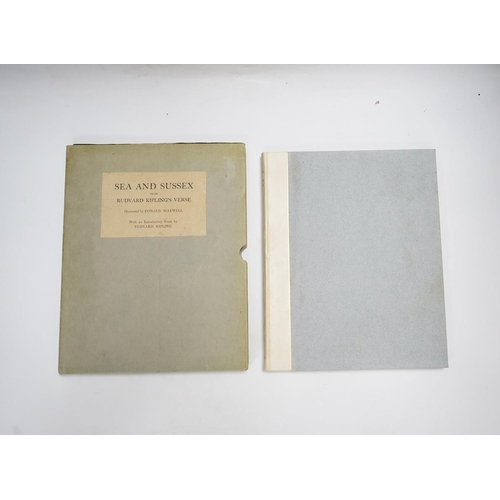 SEA AND SUSSEX
FROM
RUDYARD KIPLING'S VERSE
Illustrated by DONALD MAXWELL
With an Introductory Poem by
RUDYARD KIPLING